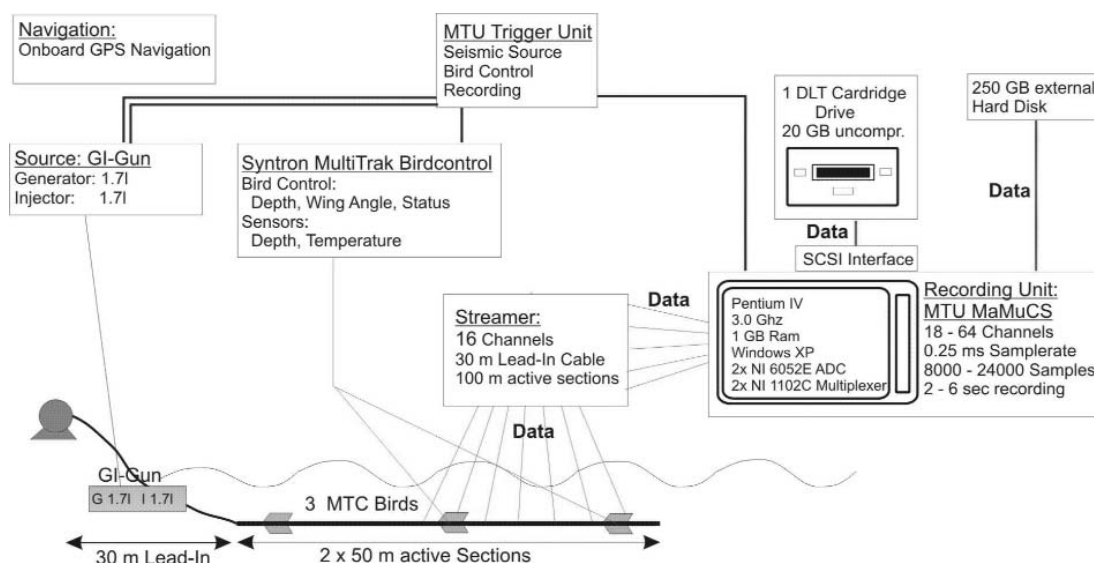 Navigation:
Onboard GPS Navigation
MTU Trigger Unit
Seismic Source
Bird Control
Recording
1 DLT Cardridge
Drive
20 GB uncompr.
250 GB external
Hard Disk
Source: GI-Gun
Generator: 1.7l
Injector: 1.7l
Syntron MultiTrak Birdcontrol
Bird Control:
Depth, Wing Angle, Status
Sensors:
Depth, Temperature
Data
Data
SCSI Interface
Streamer:
16 Channels
30 m Lead-In Cable
100 m active sections
Data
Pentium IV
3.0 Ghz
1 GB Ram
Windows XP
2x NI 6052E ADC
2x NI 1102C Multiplexer
Recording Unit:
MTU MaMuCS
18 - 64 Channels
0.25 ms Samplerate
8000 - 24000 Samples
2 - 6 sec recording
Data
GI-Gun
G 1.7l I 1.7l
3 MTC Birds
30 m Lead-In
2 x 50 m active Sections